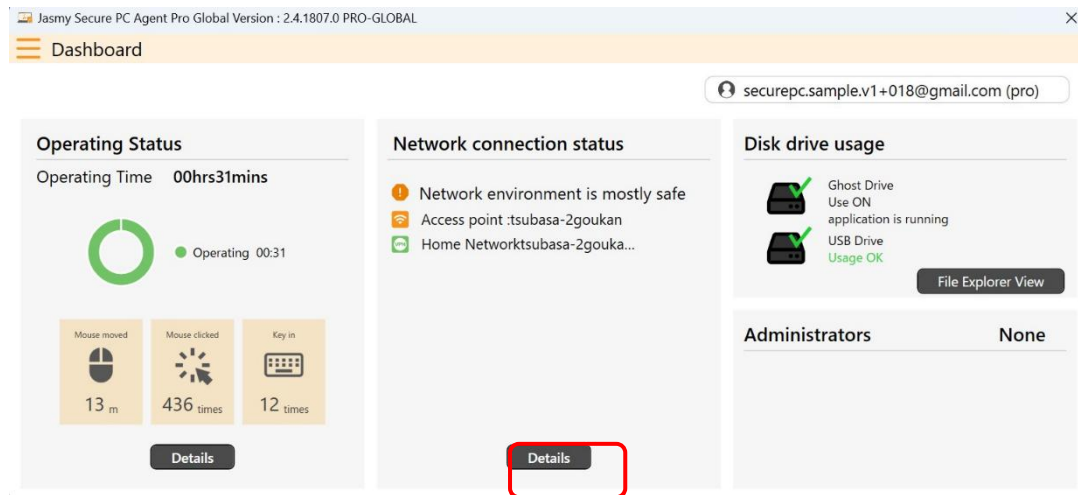 Jasmy Secure PC Agent Pro Global Version : 2.4.1807.0 PRO-GLOBAL
Dashboard
securepc.sample.v1+018@gmail.com (pro)
Operating Status
Operating Time 00hrs31mins
Operating 00:31
Mouse moved
13 m
Mouse clicked
436 times
Key in
12 times
Details
Network connection status
Network environment is mostly safe
Access point :tsubasa-2goukan
Home Networktsubasa-2gouka...
Details
Disk drive usage
Ghost Drive
Use ON
application is running
USB Drive
Usage OK
File Explorer View
Administrators None